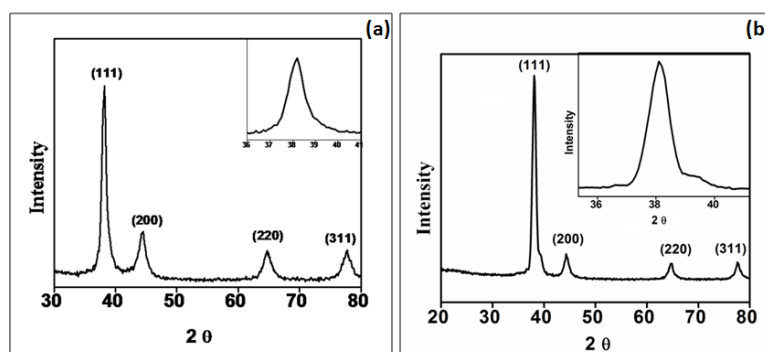 (a)
(111)
(200)
(220)
(311)
Intensity
30 40 50 60 70 80
2 θ
36 37 38 39 40 41
(b)
(111)
(200)
(220)
(311)
Intensity
20 30 40 50 60 70 80
2 θ
Intensity
36 38 40
2 θ